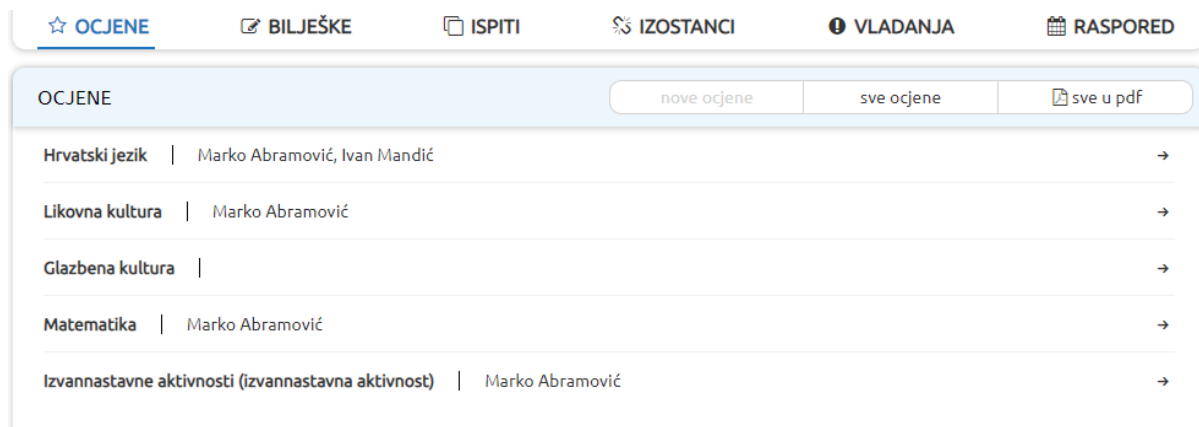 OCJENE BILJEŠKE ISPITI IZOSTANCI VLADANJA RASPORED
OCJENE nove ocjene sve ocjene sve u pdf
Hrvatski jezik | Marko Abramović, Ivan Mandić
Likovna kultura | Marko Abramović
Glazbena kultura |
Matematika | Marko Abramović
Izvannastavne aktivnosti (izvannastavna aktivnost) | Marko Abramović